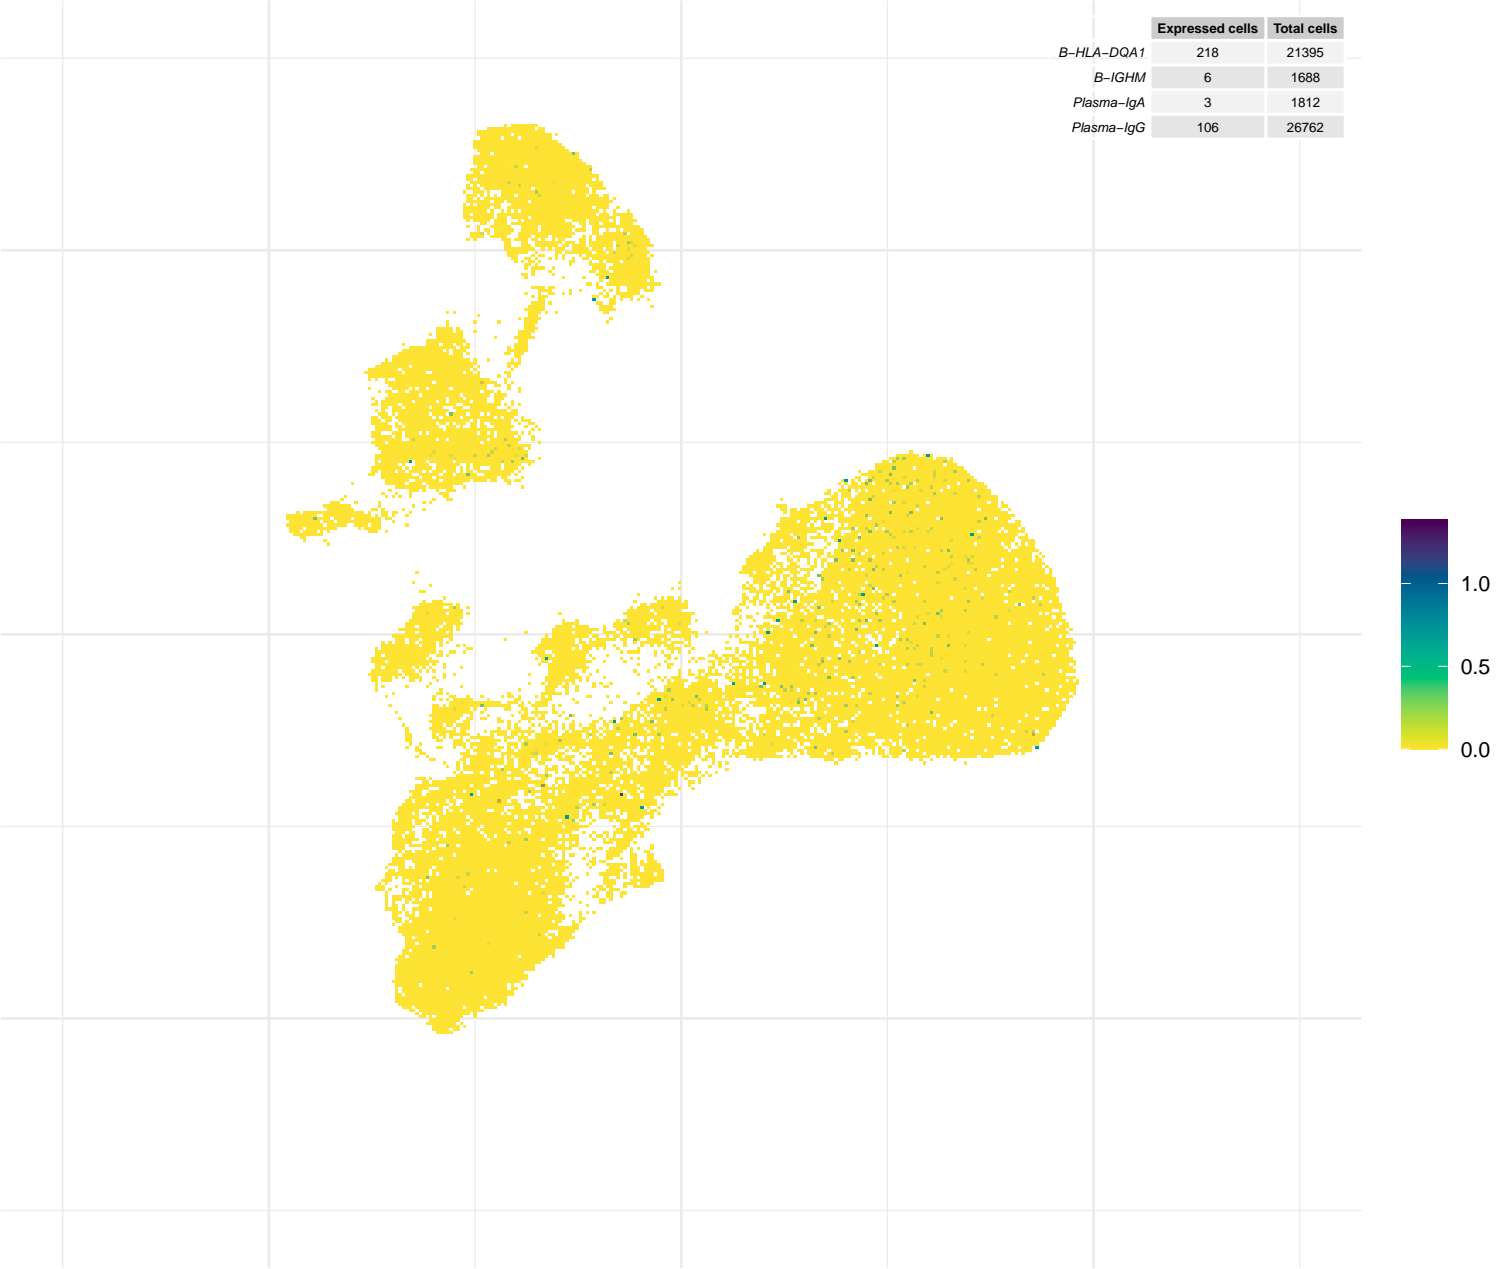 Expressed cells Total cells
B−HLA−DQA1 218 21395
B−IGHM 6 1688
Plasma−IgA 3 1812
Plasma−IgG 106 26762
1.0
0.5
0.0